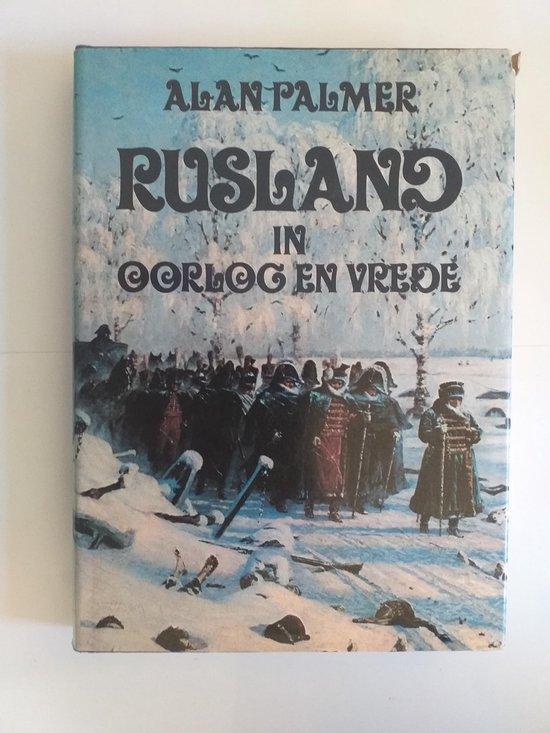 ALAN PALMER
RUSLAND
IN
OORLOG EN VREDE